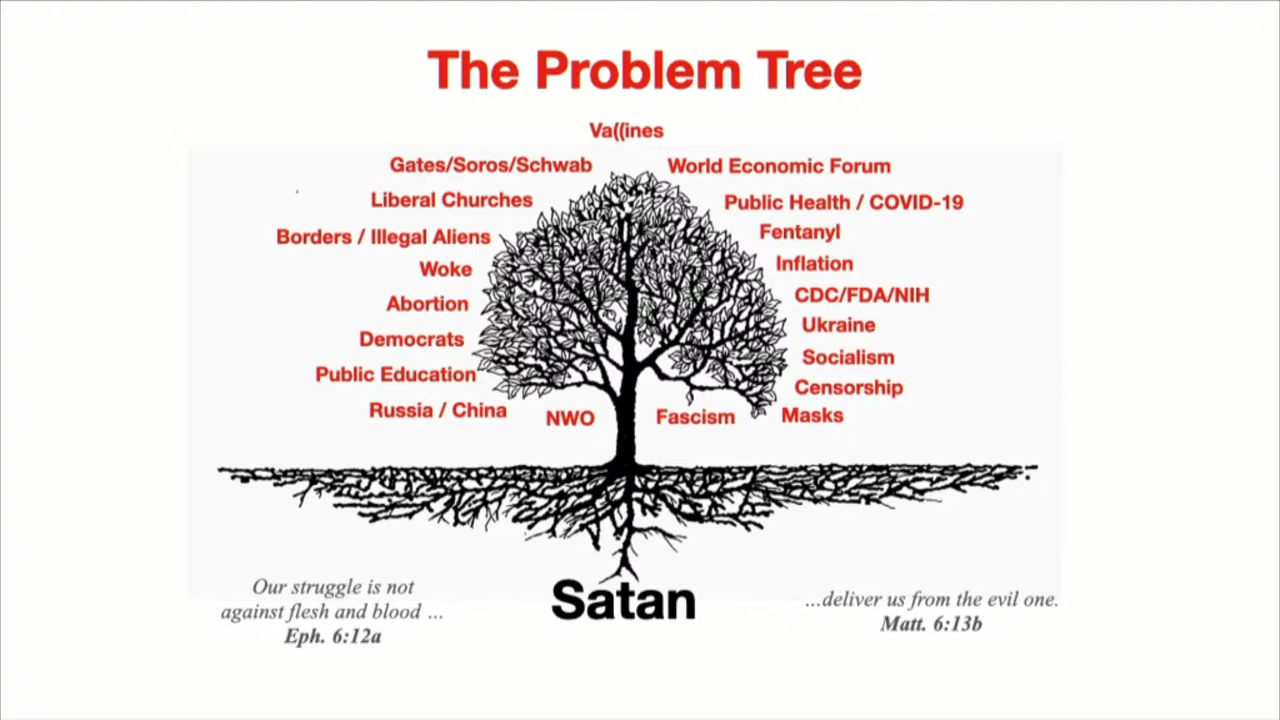 The Problem Tree
Va((ines
Gates/Soros/Schwab
World Economic Forum
Liberal Churches
Public Health / COVID-19
Borders / Illegal Aliens
Fentanyl
Woke
Inflation
Abortion
CDC/FDA/NIH
Democrats
Ukraine
Public Education
Socialism
Russia / China
Censorship
NWO
Fascism
Masks
Our struggle is not
against flesh and blood ...
Eph. 6:12a
Satan
...deliver us from the evil one.
Matt. 6:13b